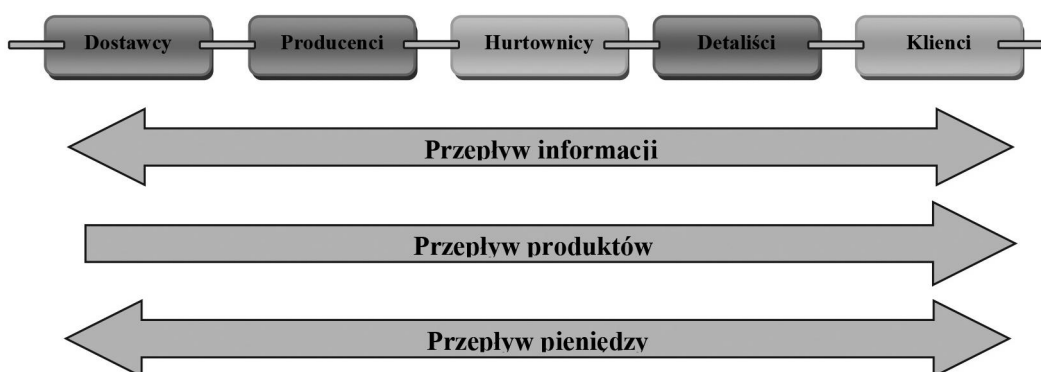 Dostawcy Producenci Hurtownicy Detaliści Klienci
Przepływ informacji
Przepływ produktów
Przepływ pieniędzy